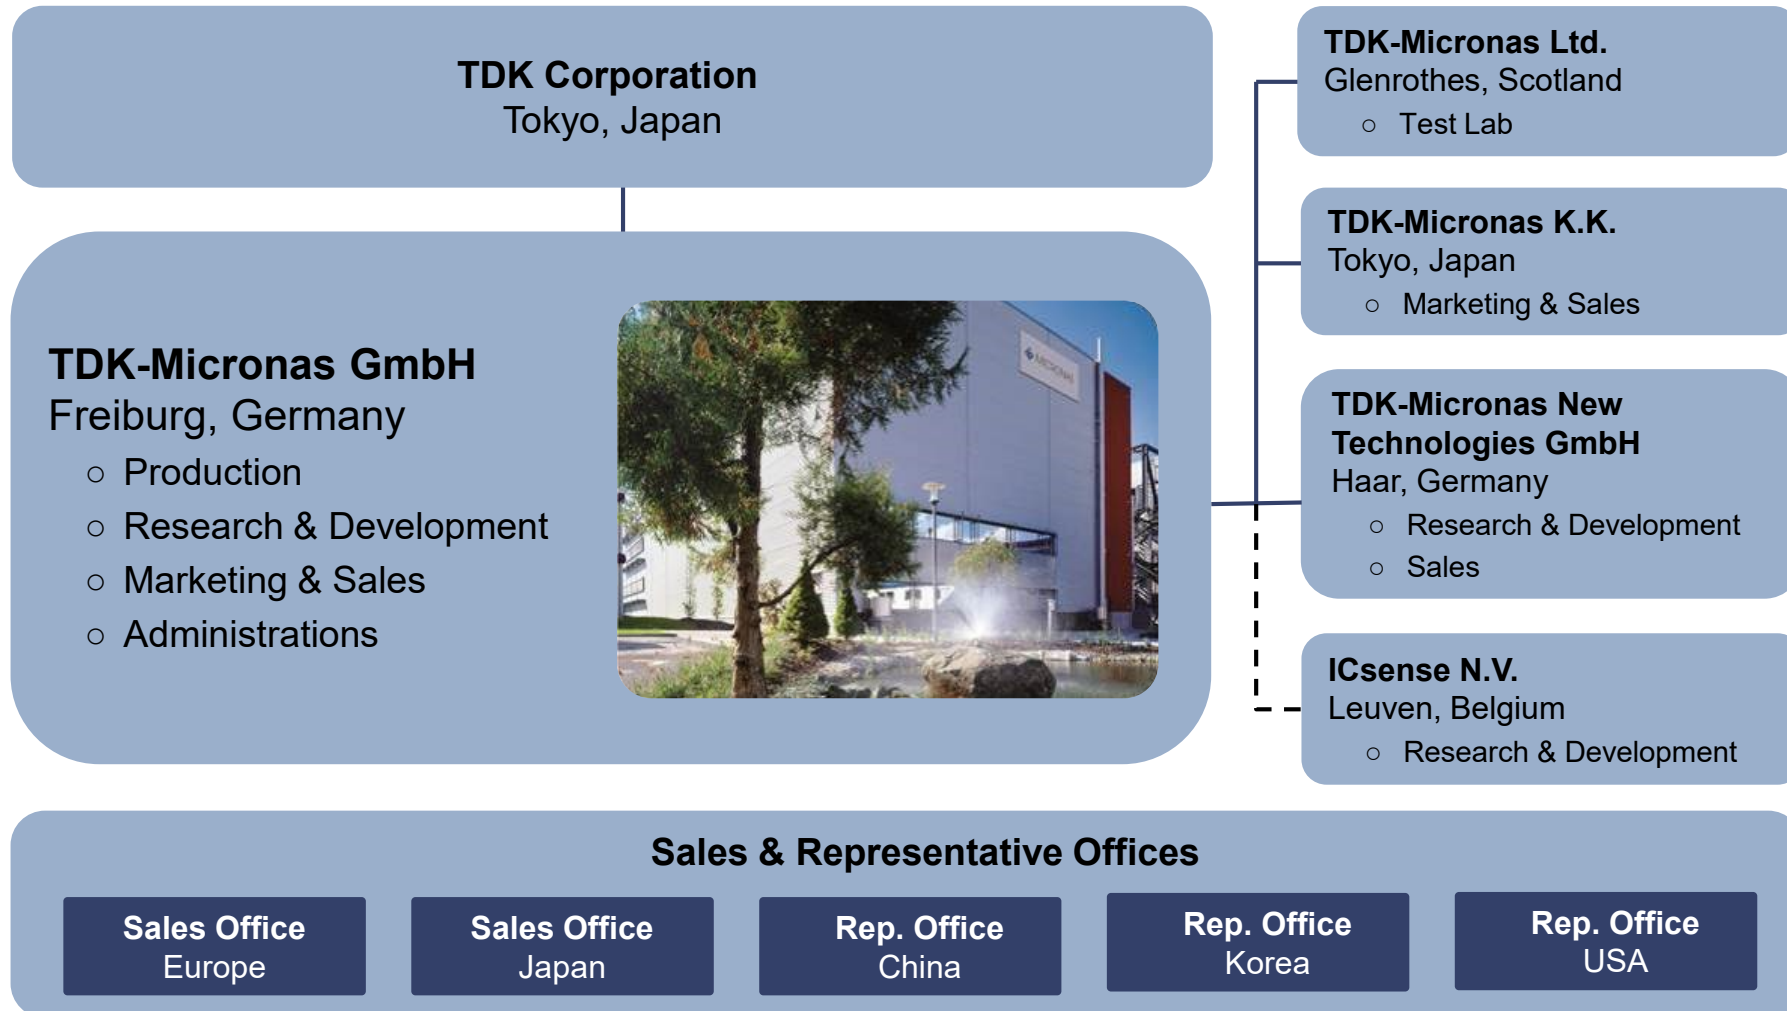 TDK Corporation
Tokyo, Japan
TDK-Micronas GmbH
Freiburg, Germany
○ Production
○ Research & Development
○ Marketing & Sales
○ Administrations
MICRONAS
TDK-Micronas Ltd.
Glenrothes, Scotland
○ Test Lab
TDK-Micronas K.K.
Tokyo, Japan
○ Marketing & Sales
TDK-Micronas New
Technologies GmbH
Haar, Germany
○ Research & Development
○ Sales
ICsense N.V.
Leuven, Belgium
○ Research & Development
Sales & Representative Offices
Sales Office
Europe
Sales Office
Japan
Rep. Office
China
Rep. Office
Korea
Rep. Office
USA